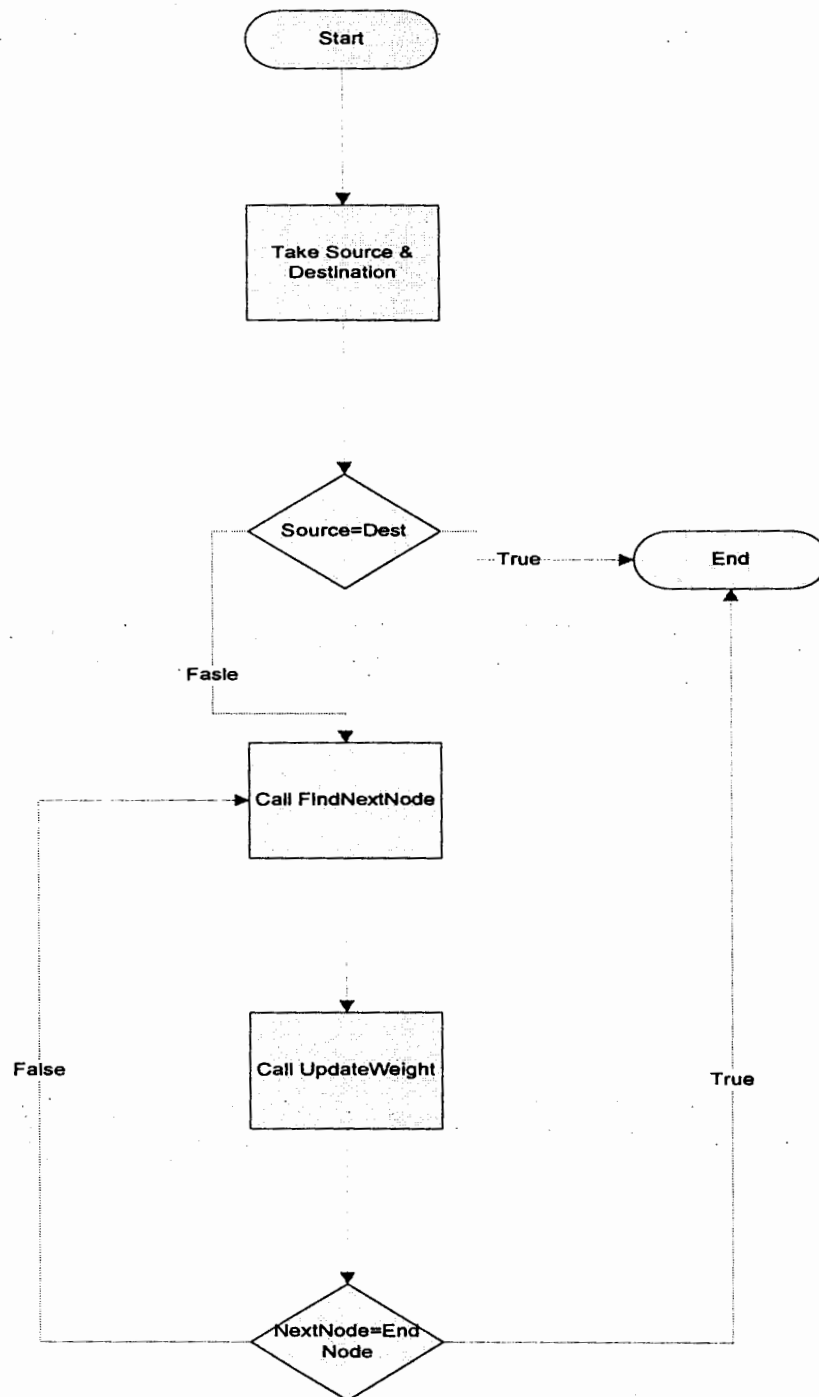 Start
Take Source &
Destination
Source=Dest
True
End
Fasle
Call FindNextNode
Call UpdateWeight
False
True
NextNode=End
Node